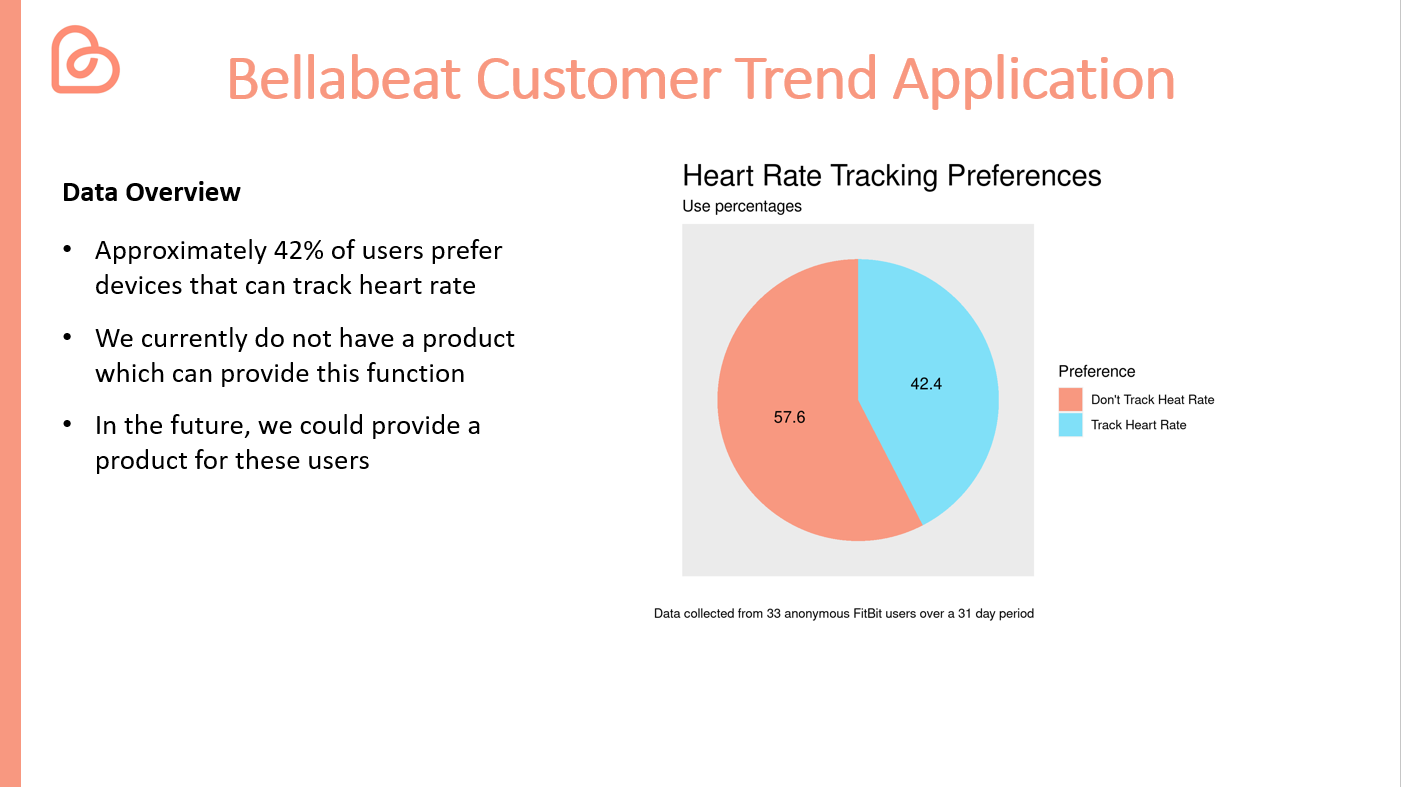 Bellabeat Customer Trend Application
Data Overview
• Approximately 42% of users prefer
devices that can track heart rate
• We currently do not have a product
which can provide this function
• In the future, we could provide a
product for these users
Heart Rate Tracking Preferences
Use percentages
42.4
57.6
Preference
Don't Track Heat Rate
Track Heart Rate
Data collected from 33 anonymous FitBit users over a 31 day period